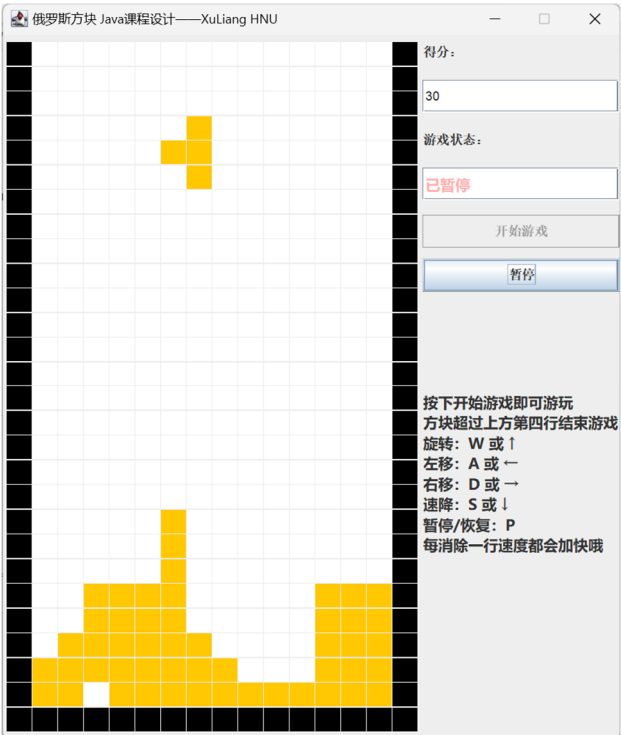 俄罗斯方块 Java课程设计——XuLiang HNU
得分：
30
游戏状态：
已暂停
开始游戏
暂停
按下开始游戏即可游玩
方块超过上方第四行结束游戏
旋转：W 或 ↑
左移：A 或 ←
右移：D 或 →
速降：S 或 ↓
暂停/恢复：P
每消除一行速度都会加快哦